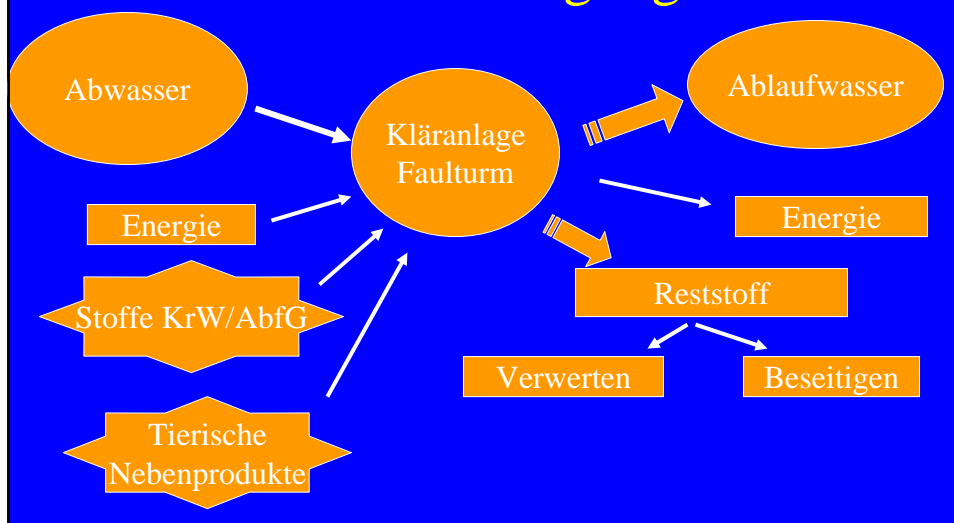 Abwasser
Ablaufwasser
Kläranlage
Faulturm
Energie
Energie
Stoffe KrW/AbfG
Reststoff
Verwerten
Beseitigen
Tierische
Nebenprodukte